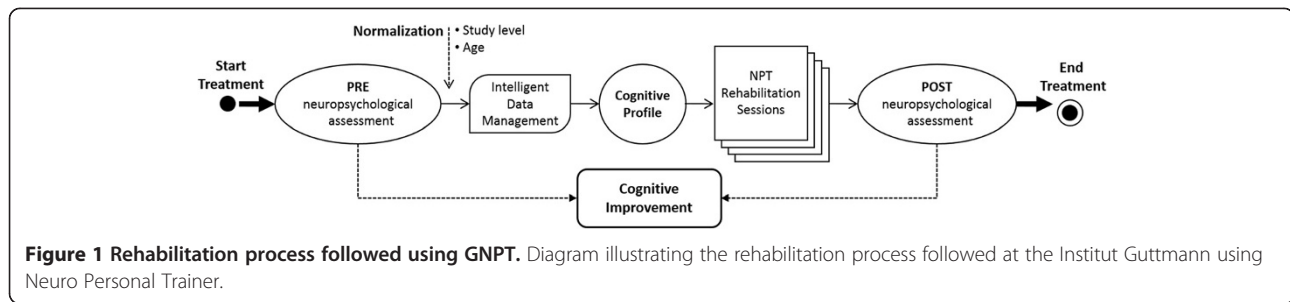 Normalization
• Study level
• Age
Start
Treatment
PRE
neuropsychological
assessment
Intelligent
Data
Management
Cognitive
Profile
NPT
Rehabilitation
Sessions
POST
neuropsychological
assessment
End
Treatment
Cognitive
Improvement
Figure 1 Rehabilitation process followed using GNPT. Diagram illustrating the rehabilitation process followed at the Institut Guttmann using
Neuro Personal Trainer.